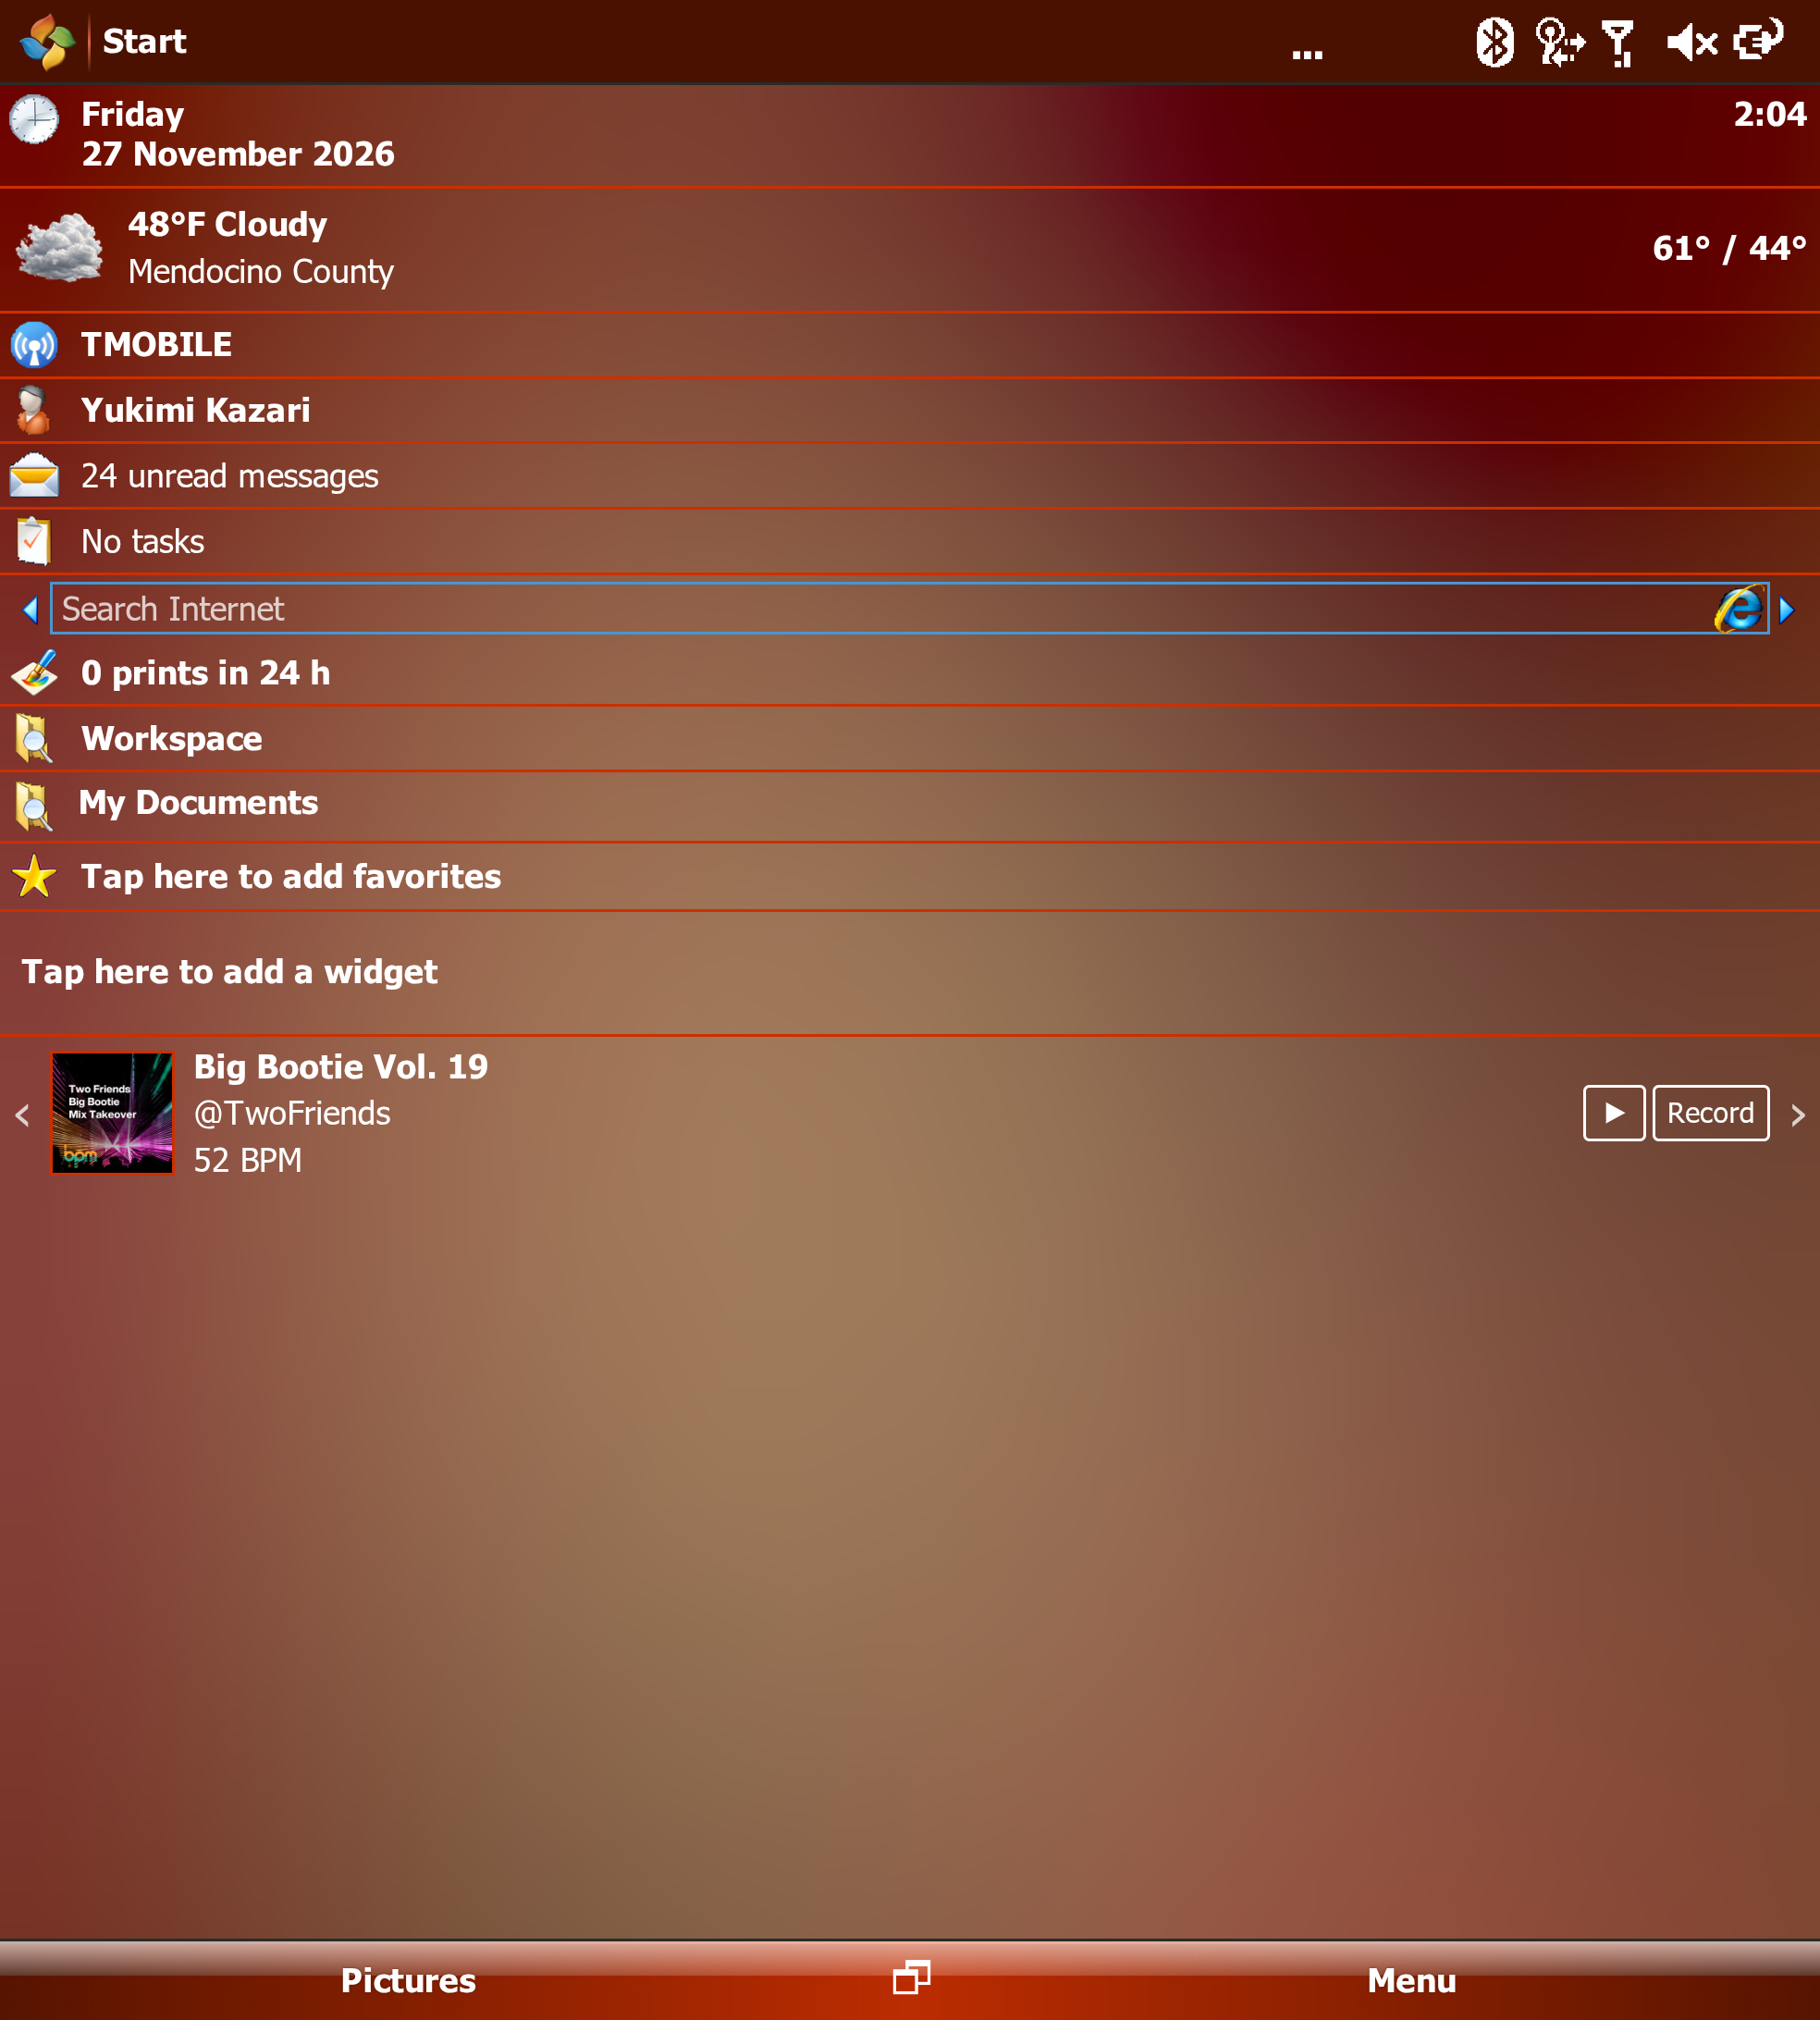 Start
...
Friday
2:04
27 November 2026
48°F Cloudy
61° / 44°
Mendocino County
TMOBILE
Yukimi Kazari
24 unread messages
No tasks
Search Internet
0 prints in 24 h
Workspace
My Documents
Tap here to add favorites
Tap here to add a widget
Two Friends
Big Bootie
Mix Takeover
bpm
Big Bootie Vol. 19
@TwoFriends
52 BPM
Record
Pictures
Menu